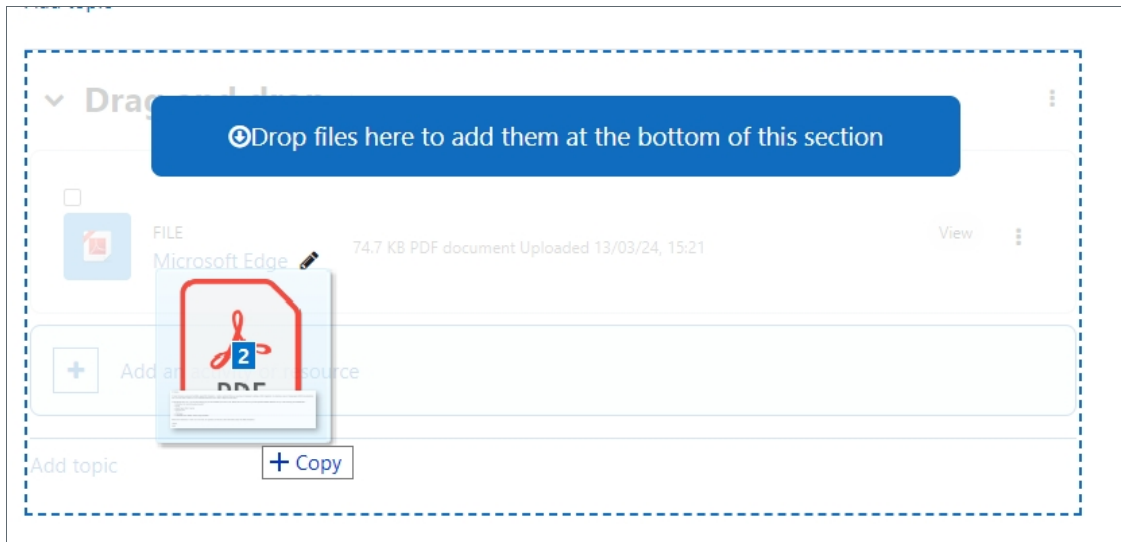 Add topic
Drag and drop
Drop files here to add them at the bottom of this section
FILE
Microsoft Edge
74.7 KB PDF document Uploaded 13/03/24, 15:21
View
2
PDF
Add an activity or resource
Add topic
+ Copy